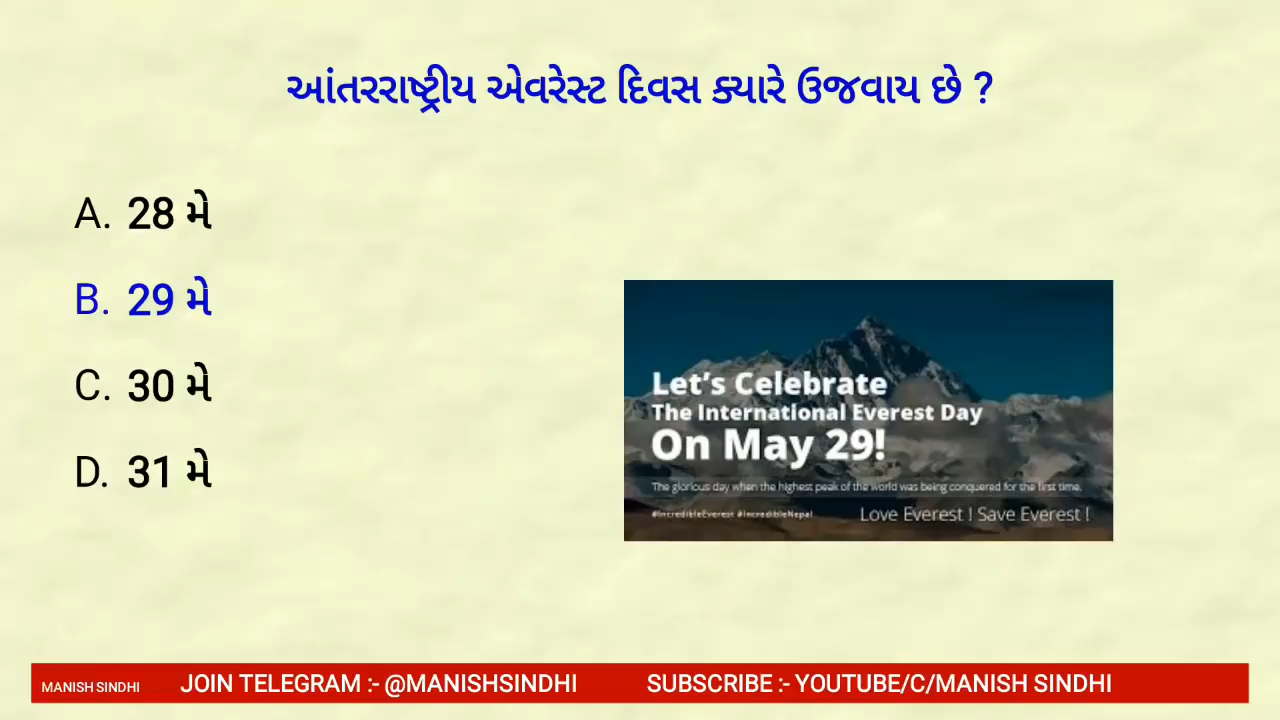 આંતરરાષ્ટ્રીય એવરેસ્ટ દિવસ ક્યારે ઉજવાય છે ?
A. 28 મે
B. 29 મે
C. 30 મે
D. 31 મે
Let's Celebrate
The International Everest Day
On May 29!
The glorious day when the highest peak of the world was being conquered for the first time.
#IncredibleEverest #IncredibleNepal
Love Everest ! Save Everest !
MANISH SINDHI JOIN TELEGRAM :- @MANISHSINDHI SUBSCRIBE :- YOUTUBE/C/MANISH SINDHI